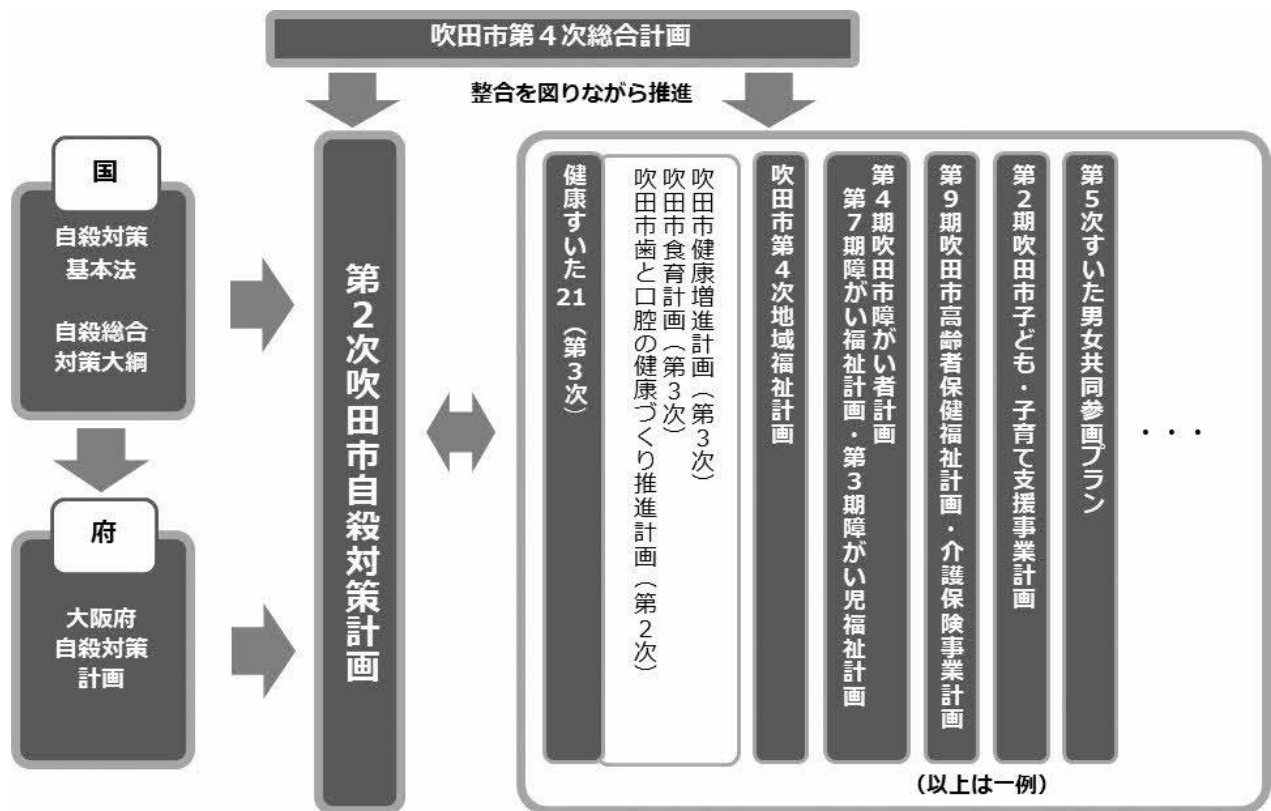 吹田市第４次総合計画
整合を図りながら推進
国
自殺対策
基本法
自殺総合
対策大綱
府
大阪府
自殺対策
計画
第２次吹田市自殺対策計画
健康すいた21（第３次）
吹田市健康増進計画（第３次）
吹田市食育計画（第３次）
吹田市歯と口腔の健康づくり推進計画（第２次）
吹田市第４次地域福祉計画
第４期吹田市障がい者計画
第７期障がい福祉計画・第３期障がい児福祉計画
第９期吹田市高齢者保健福祉計画・介護保険事業計画
第２期吹田市子ども・子育て支援事業計画
第５次すいた男女共同参画プラン
・・・
（以上は一例）